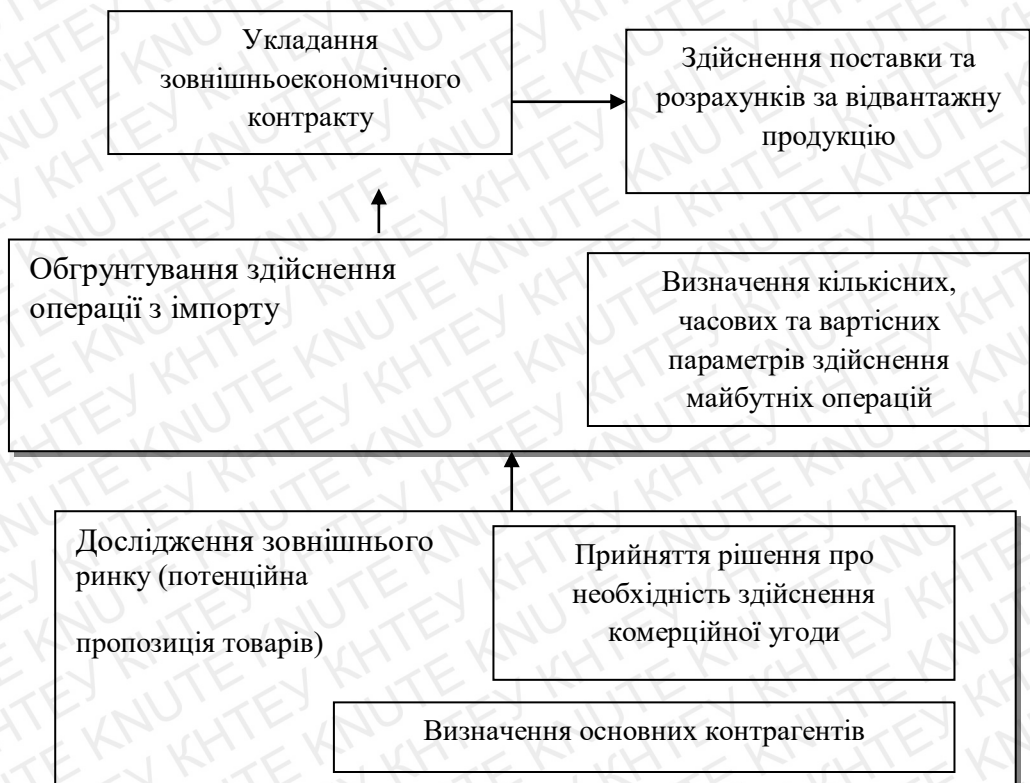 Укладання
зовнішньоекономічного
контракту
Здійснення поставки та
розрахунків за відвантажну
продукцію
Обгрунтування здійснення
операції з імпорту
Визначення кількісних,
часових та вартісних
параметрів здійснення
майбутніх операцій
Дослідження зовнішнього
ринку (потенційна
пропозиція товарів)
Прийняття рішення про
необхідність здійснення
комерційної угоди
Визначення основних контрагентів